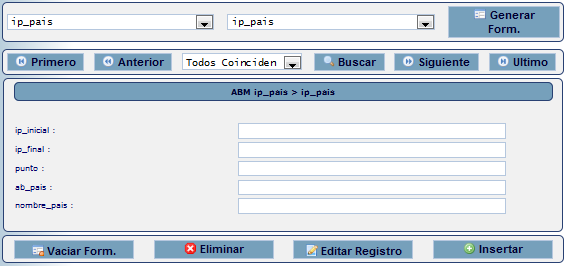 ip_pais ip_pais Generar Form.
Primero Anterior Todos Coinciden Buscar Siguiente Ultimo
ABM ip_pais > ip_pais
ip_inicial :
ip_final :
punto :
ab_pais :
nombre_pais :
Vaciar Form. Eliminar Editar Registro Insertar